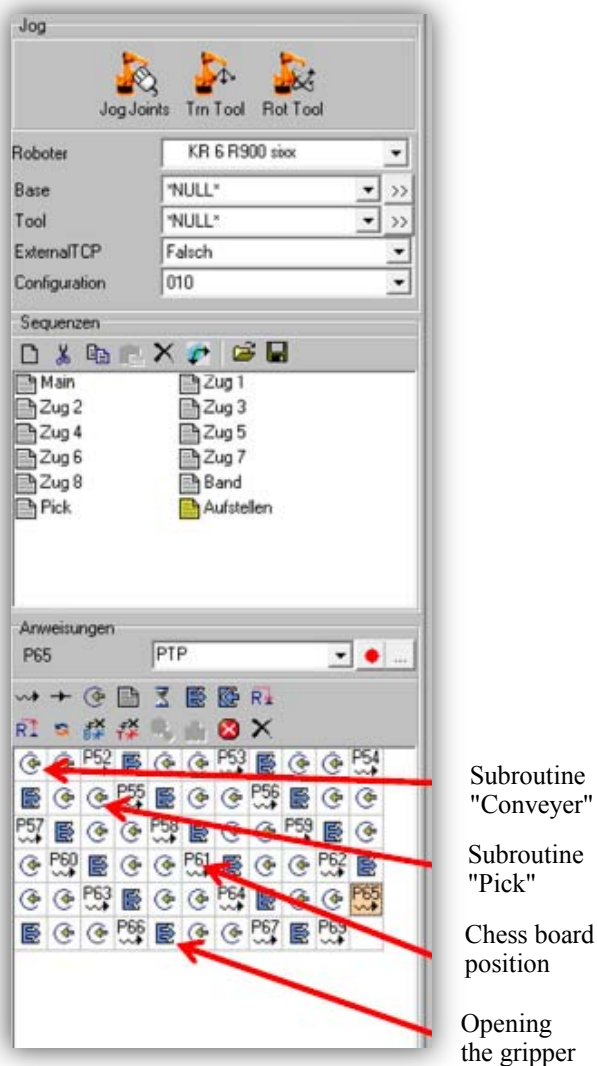 Jog
Jog Joints Trn Tool Rot Tool
Roboter KR 6 R900 sixx
Base *NULL* >>
Tool *NULL* >>
ExternalTCP Falsch
Configuration 010
Sequenzen
Main Zug 1
Zug 2 Zug 3
Zug 4 Zug 5
Zug 6 Zug 7
Zug 8 Band
Pick Aufstellen
Anweisungen
P65 PTP ...
P52 P53 P54
P55 P56
P57 P58 P59
P60 P61 P62
P63 P64 P65
P66 P67 P69
Subroutine
"Conveyer"
Subroutine
"Pick"
Chess board
position
Opening
the gripper